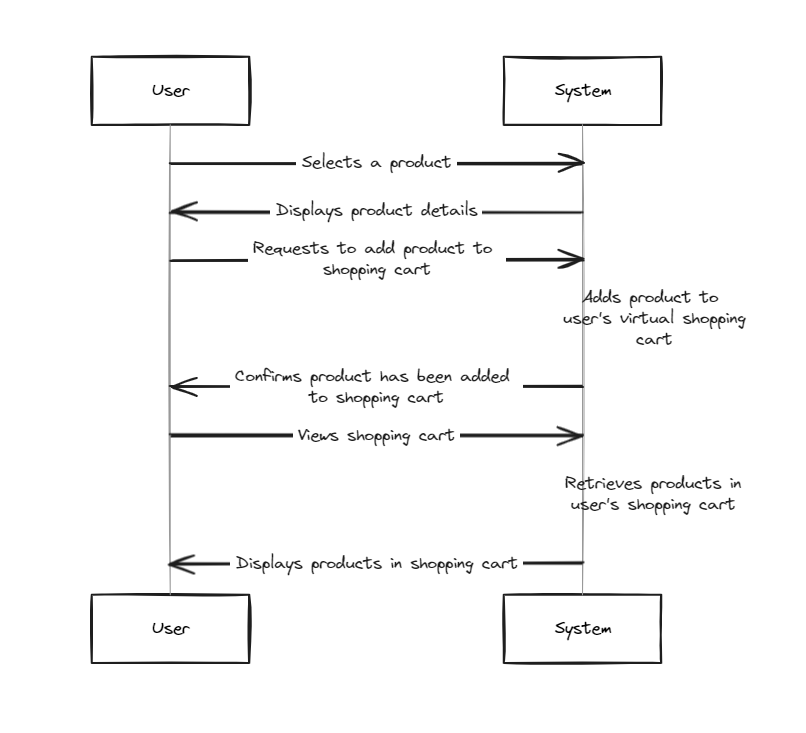 User
System
Selects a product
Displays product details
Requests to add product to
shopping cart
Adds product to
user's virtual shopping
cart
Confirms product has been added
to shopping cart
Views shopping cart
Retrieves products in
user's shopping cart
Displays products in shopping cart
User
System